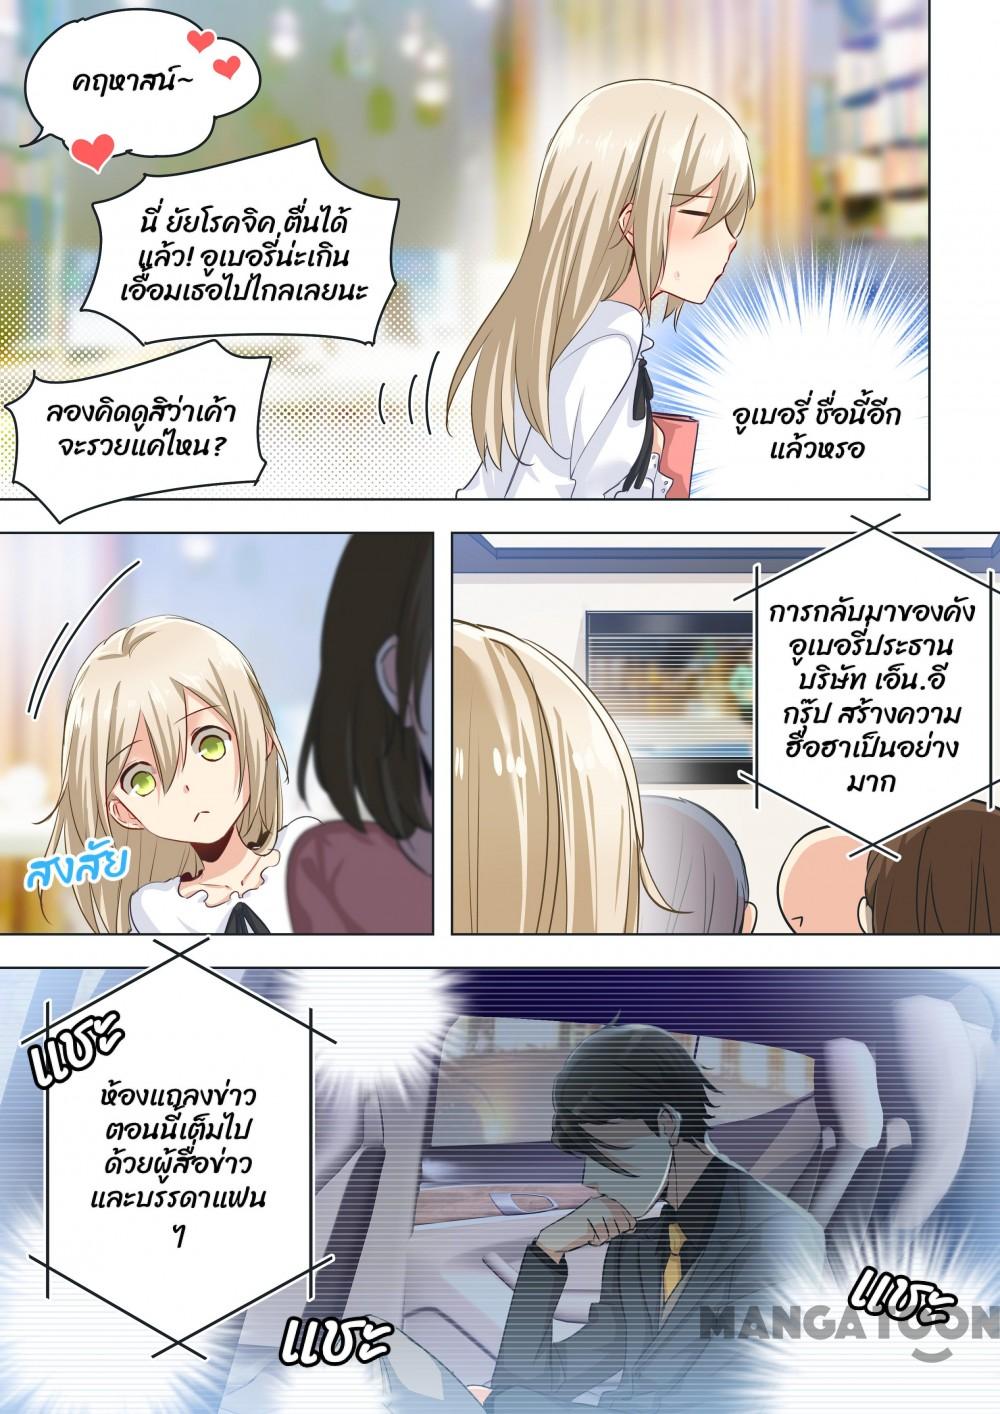 คฤหาสน์~
นี่ ยัยโรคจิต ตื่นได้
แล้ว! อูเบอรี่น่ะเกิน
เอื้อมเธอไปไกลเลยนะ
ลองคิดดูสิว่าเค้า
จะรวยแค่ไหน?
อูเบอรี่ ชื่อนี้อีก
แล้วหรอ
สงสัย
การกลับมาของคัง
อูเบอรี่ประธาน
บริษัท เอ็น.อี
กรุ๊ป สร้างความ
ฮือฮาเป็นอย่าง
มาก
แชะ
ห้องแถลงข่าว
ตอนนี้เต็มไป
ด้วยผู้สื่อข่าว
และบรรดาแฟน
ๆ
แชะ
แชะ
MANGATOON